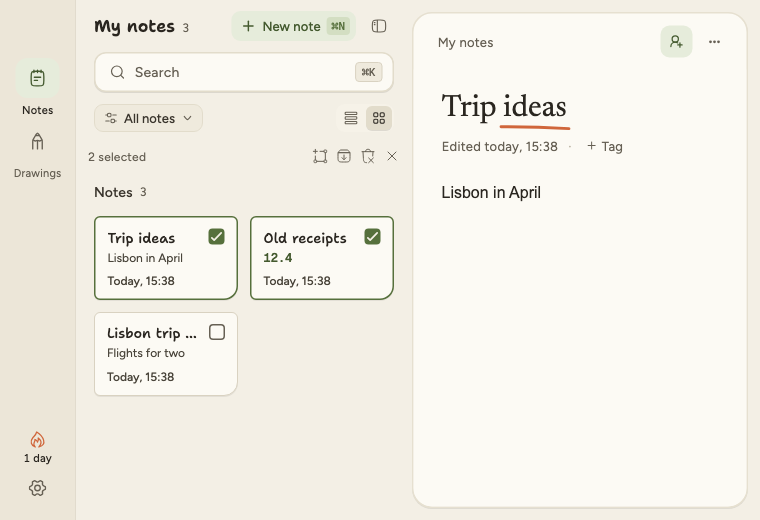 Notes
Drawings
1 day
My notes 3
New note ⌘N
Search ⌘K
All notes
2 selected
Notes 3
Trip ideas
Lisbon in April
Today, 15:38
Old receipts
12.4
Today, 15:38
Lisbon trip ...
Flights for two
Today, 15:38
My notes
Trip ideas
Edited today, 15:38 · + Tag
Lisbon in April